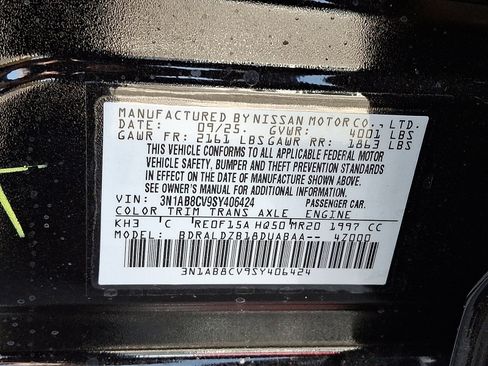 MANUFACTURED BY NISSAN MOTOR CO., LTD.
DATE: 09/25. GVWR: 4001 LBS
GAWR FR: 2161 LBS GAWR RR: 1863 LBS
THIS VEHICLE CONFORMS TO ALL APPLICABLE FEDERAL MOTOR
VEHICLE SAFETY, BUMPER AND THEFT PREVENTION STANDARDS
IN EFFECT ON THE DATE OF MANUFACTURE SHOWN ABOVE.
SEE OWNER'S MANUAL FOR ADDITIONAL INFORMATION.
VIN: 3N1AB8CV9SY406424 PASSENGER CAR.
COLOR TRIM TRANS AXLE ENGINE
KH3 C RE0F15A HQ50 MR20 1997 CC
MODEL: BDRALDZB18DUABAA-- 47000
3N1AB8CV9SY406424